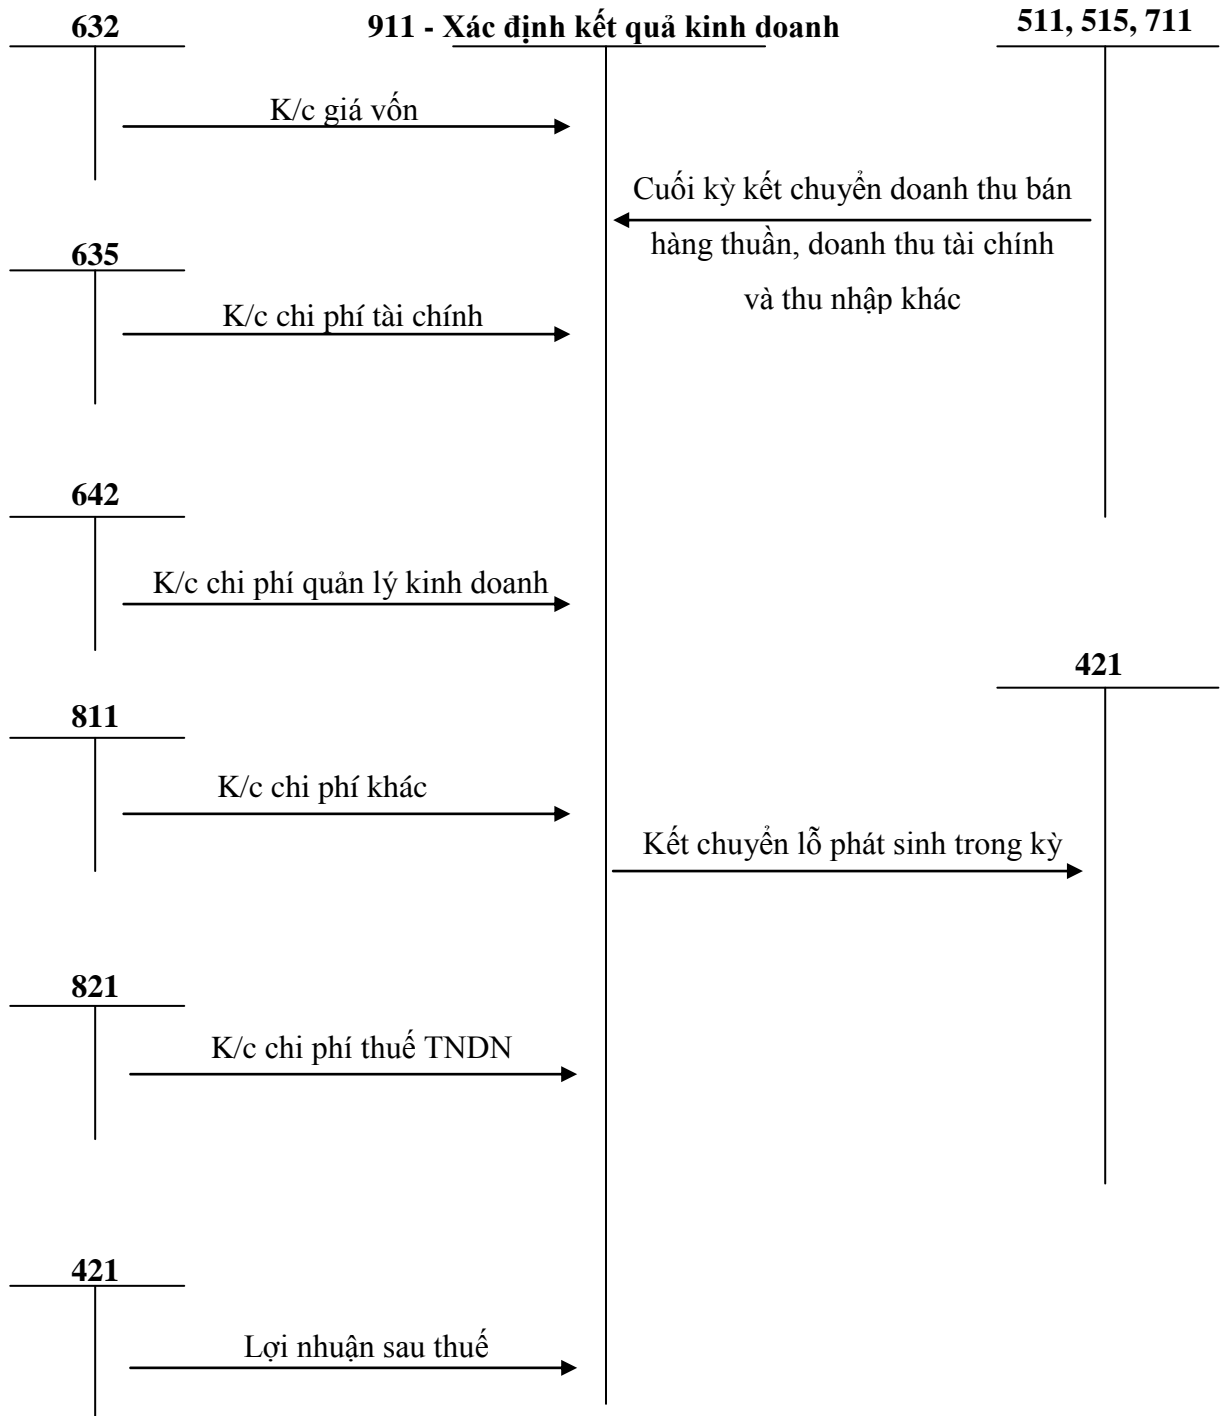 632
911 - Xác định kết quả kinh doanh
511, 515, 711
K/c giá vốn
Cuối kỳ kết chuyển doanh thu bán
hàng thuần, doanh thu tài chính
và thu nhập khác
635
K/c chi phí tài chính
642
K/c chi phí quản lý kinh doanh
421
811
K/c chi phí khác
Kết chuyển lỗ phát sinh trong kỳ
821
K/c chi phí thuế TNDN
421
Lợi nhuận sau thuế